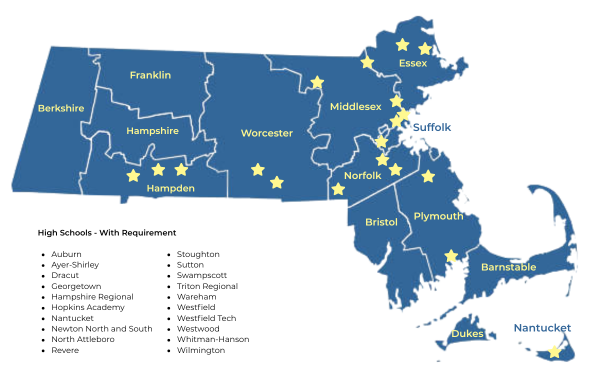 Essex
Franklin
Berkshire
Middlesex
Hampshire
Worcester
Suffolk
Norfolk
Hampden
Plymouth
Bristol
High Schools - With Requirement
Auburn
Ayer-Shirley
Dracut
Georgetown
Hampshire Regional
Hopkins Academy
Nantucket
Newton North and South
North Attleboro
Revere
Stoughton
Sutton
Swampscott
Triton Regional
Wareham
Westfield
Westfield Tech
Westwood
Whitman-Hanson
Wilmington
Barnstable
Dukes
Nantucket